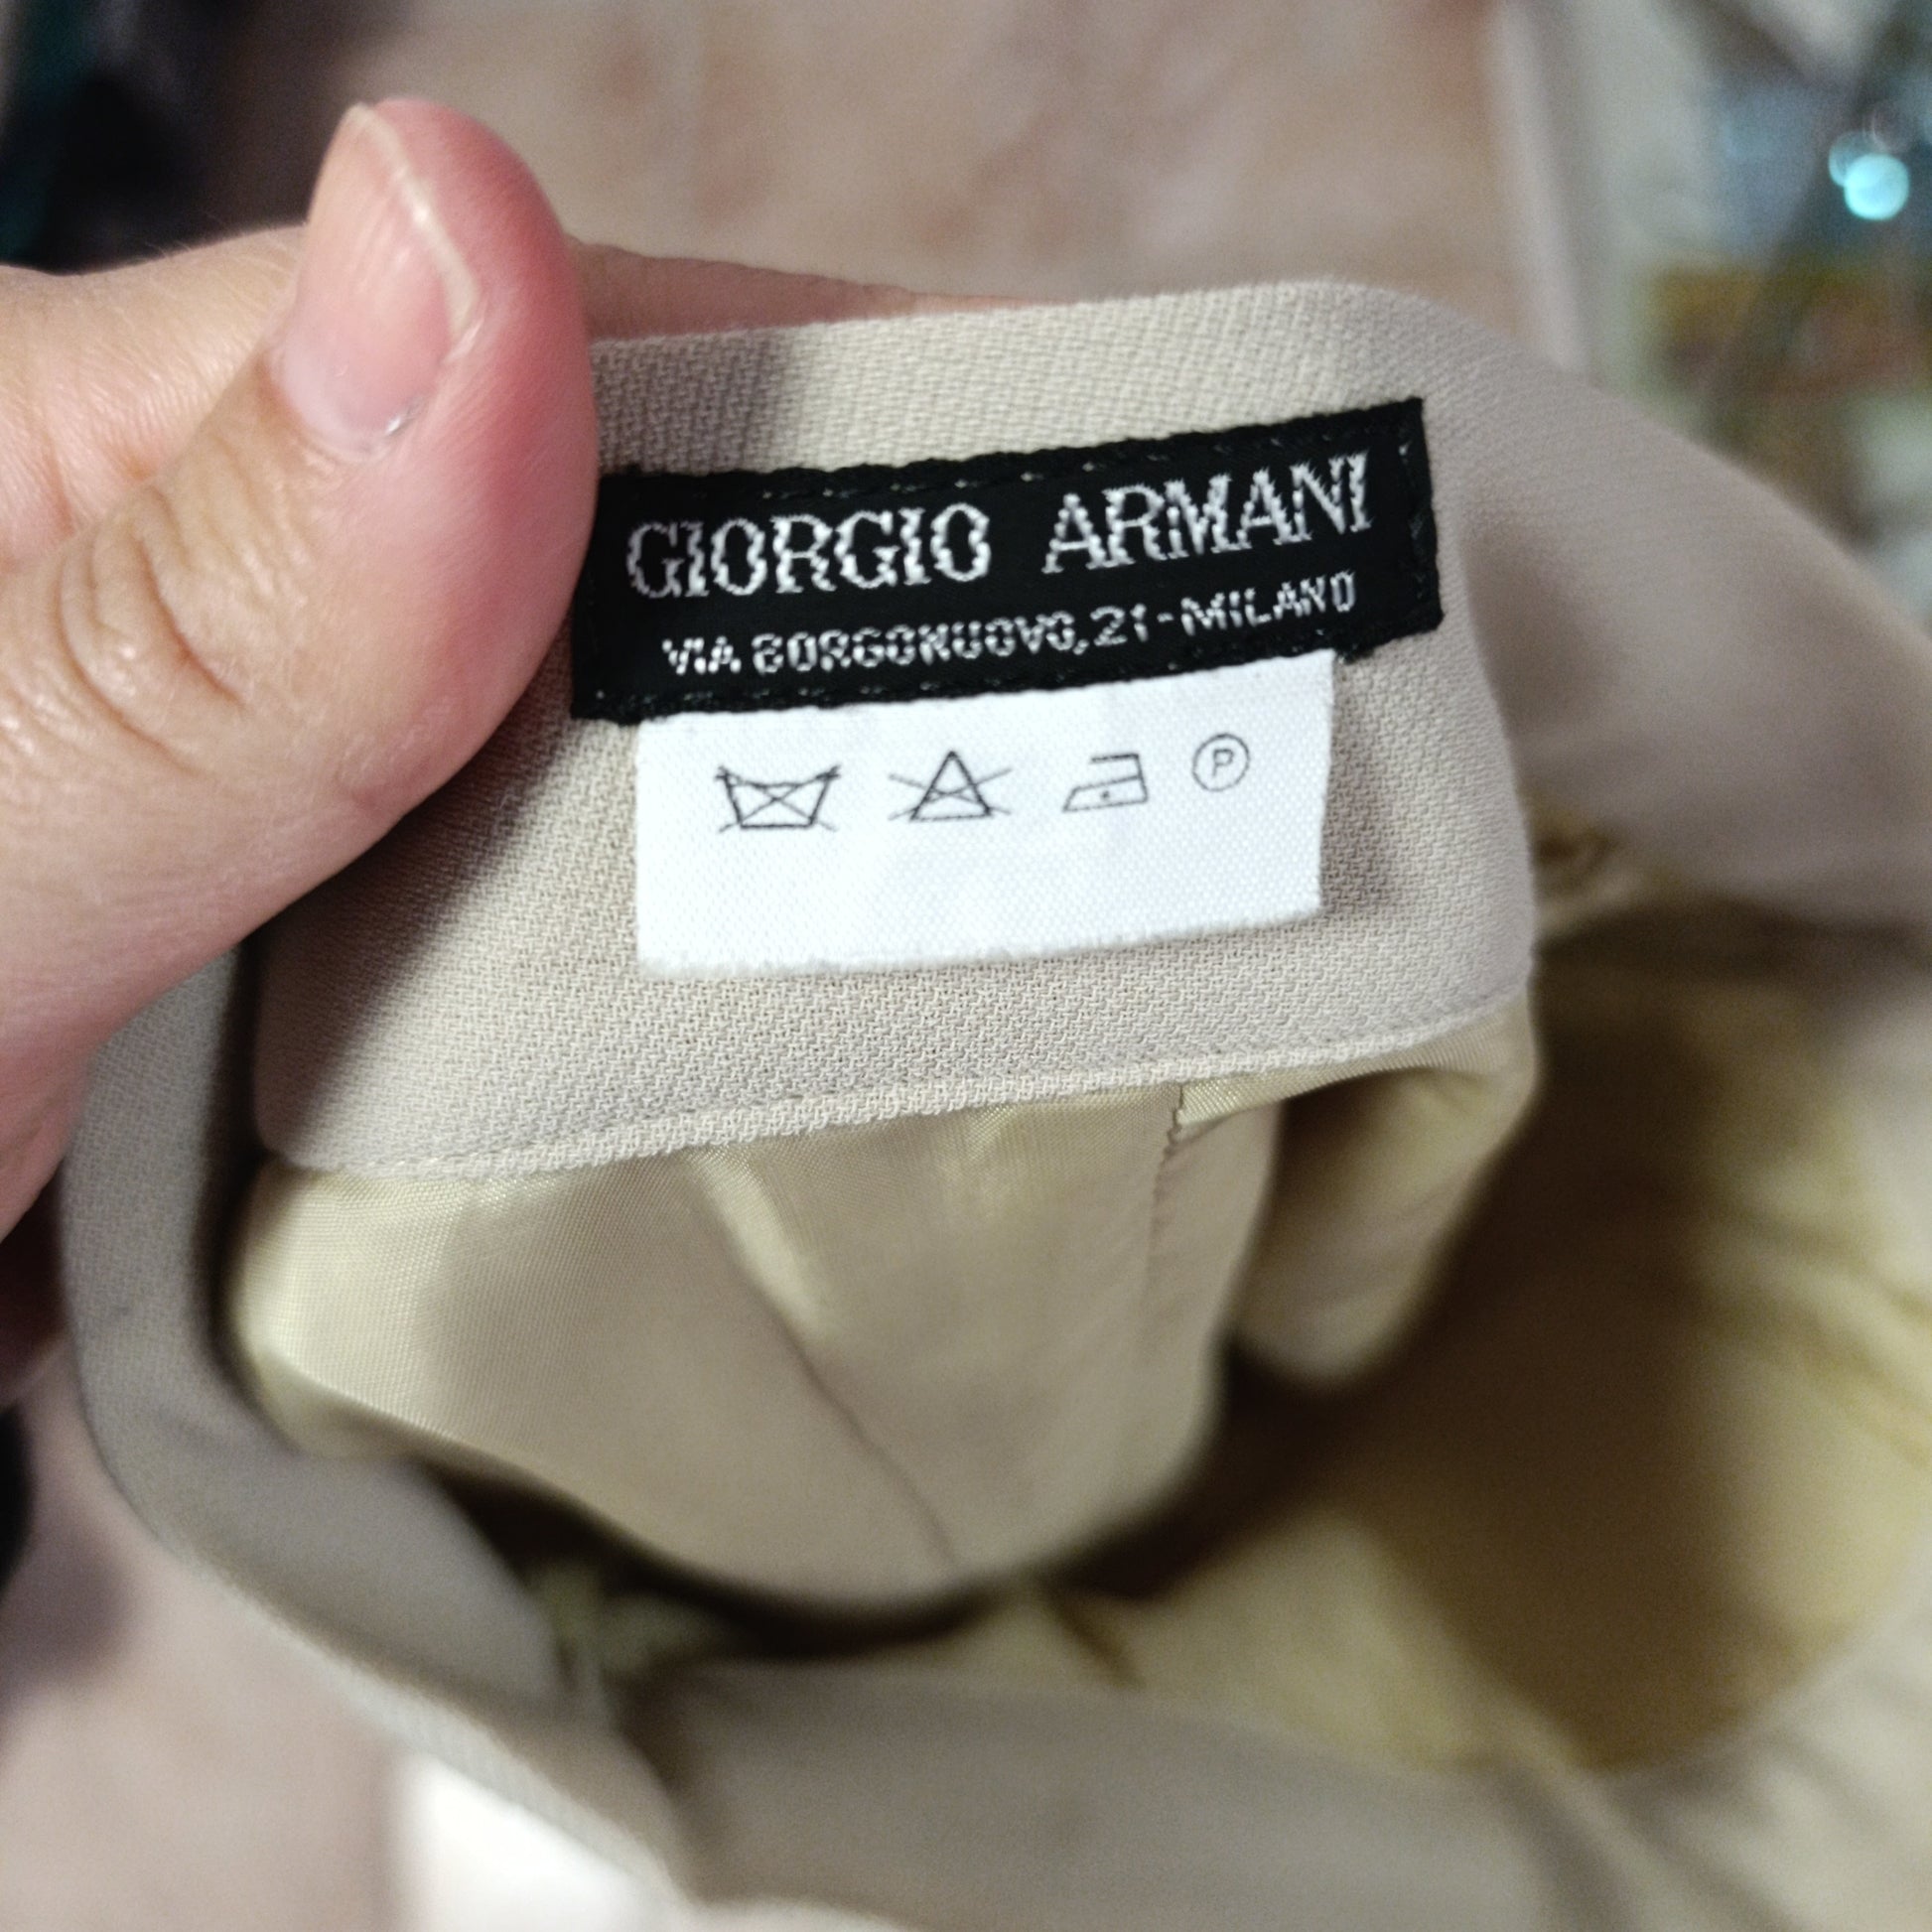 GIORGIO ARMANI
VIA BORGONUOVO, 21 - MILANO
P